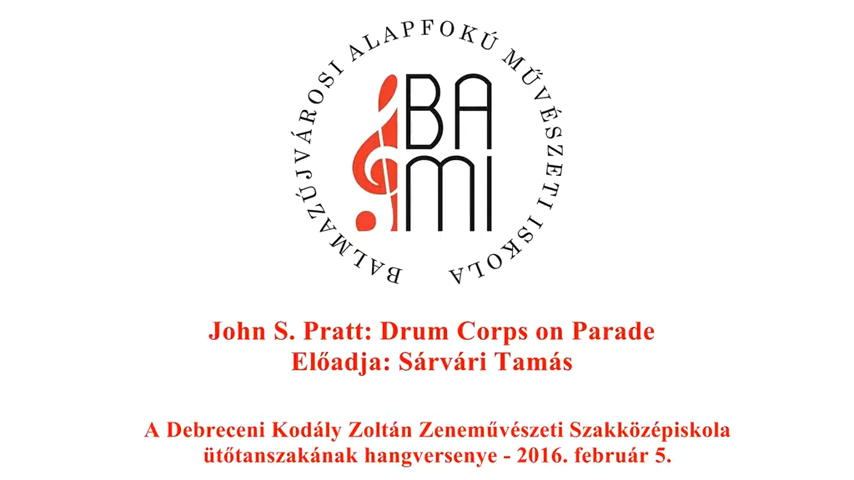 BALMAZÚJVÁROSI ALAPFOKÚ MŰVÉSZETI ISKOLA
BA
MI
John S. Pratt: Drum Corps on Parade
Előadja: Sárvári Tamás
A Debreceni Kodály Zoltán Zeneművészeti Szakközépiskola
ütőtanszakának hangversenye - 2016. február 5.